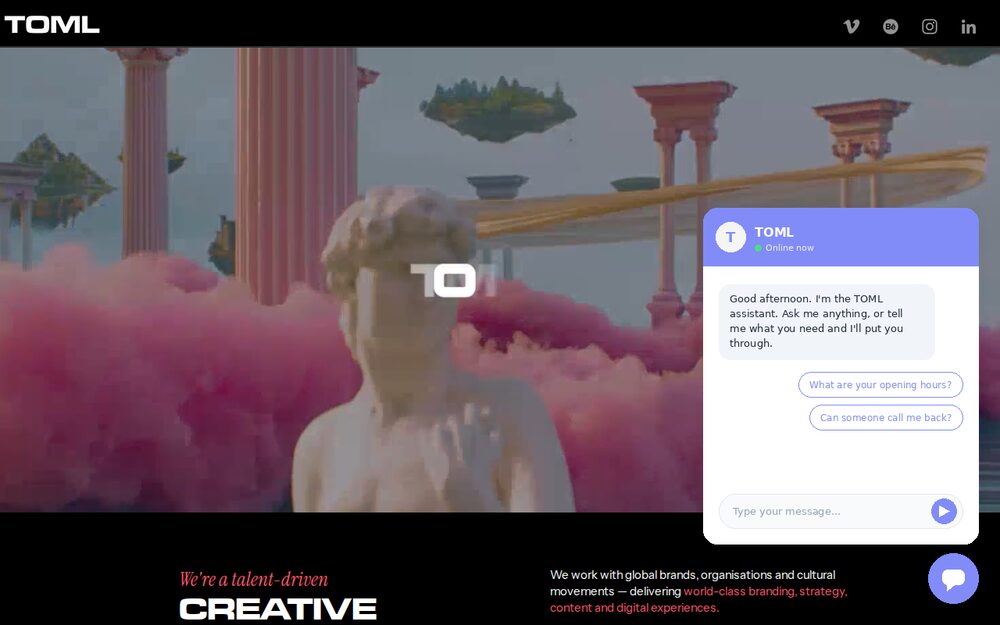 TOML
Bē
in
TOM
T
TOML
Online now
Good afternoon. I'm the TOML
assistant. Ask me anything, or tell
me what you need and I'll put you
through.
What are your opening hours?
Can someone call me back?
Type your message...
We're a talent-driven
CREATIVE
We work with global brands, organisations and cultural
movements — delivering world-class branding, strategy,
content and digital experiences.